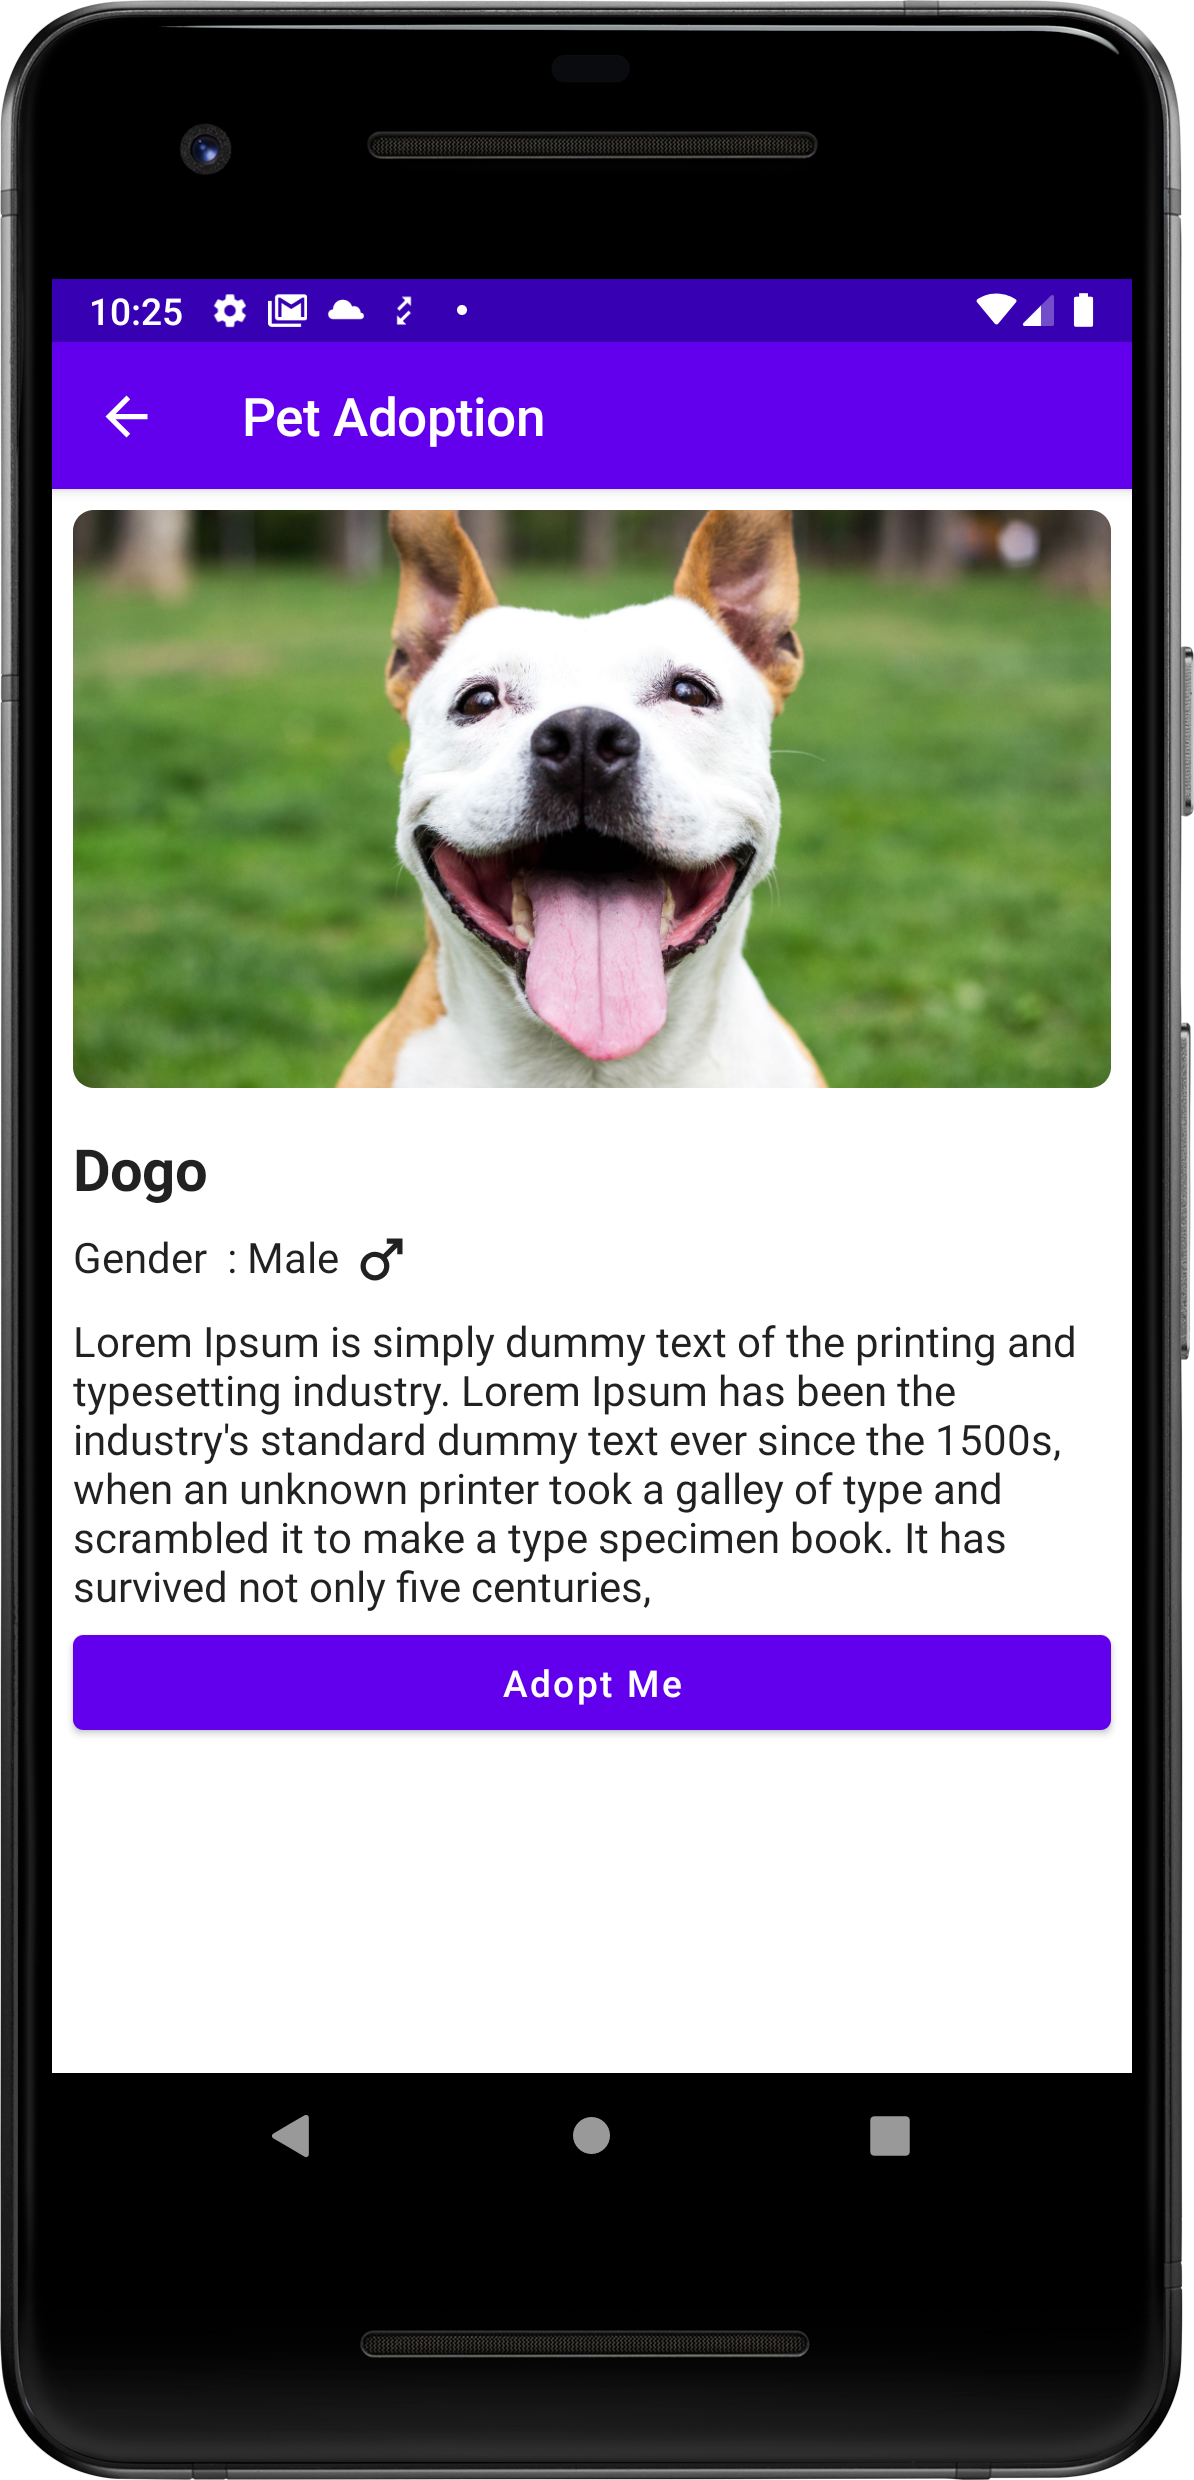 10:25
Pet Adoption
Dogo
Gender  : Male
Lorem Ipsum is simply dummy text of the printing and
typesetting industry. Lorem Ipsum has been the
industry's standard dummy text ever since the 1500s,
when an unknown printer took a galley of type and
scrambled it to make a type specimen book. It has
survived not only five centuries,
Adopt Me